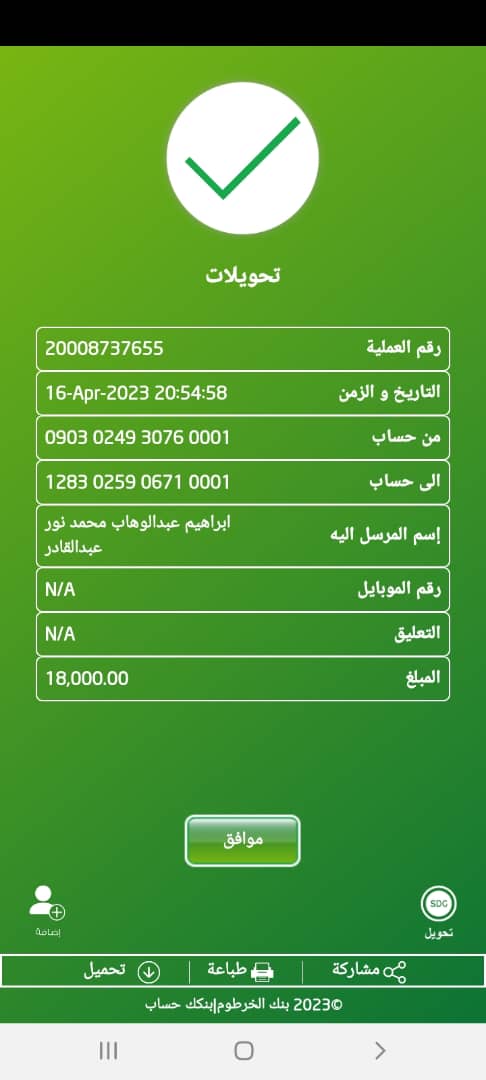 تحويلات
رقم العملية 20008737655
التاريخ و الزمن 16-Apr-2023 20:54:58
من حساب 0903 0249 3076 0001
الى حساب 1283 0259 0671 0001
إسم المرسل اليه ابراهيم عبدالوهاب محمد نور
عبدالقادر
رقم الموبايل N/A
التعليق N/A
المبلغ 18,000.00
موافق
SDG
تحويل
إضافة
مشاركة
طباعة
تحميل
©2023 بنك الخرطوم|بنكك حساب